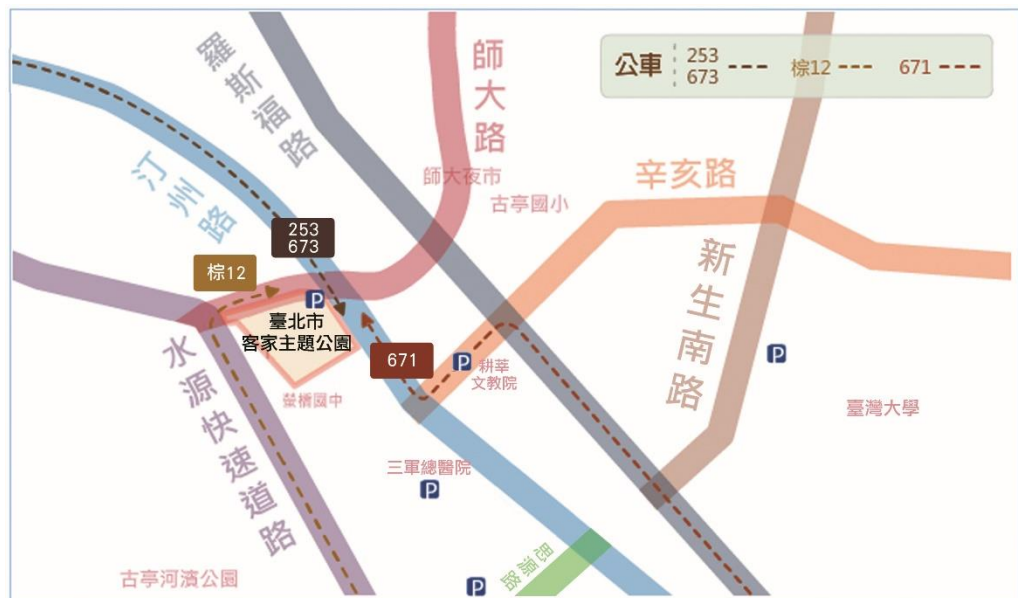 公車
253
673
棕12
671
羅斯福路
師大路
汀州路
師大夜市
古亭國小
辛亥路
新生南路
253
673
棕12
P
臺北市
客家主題公園
671
P
耕莘
文教院
P
螢橋國中
臺灣大學
水源快速道路
三軍總醫院
P
思源路
古亭河濱公園
P